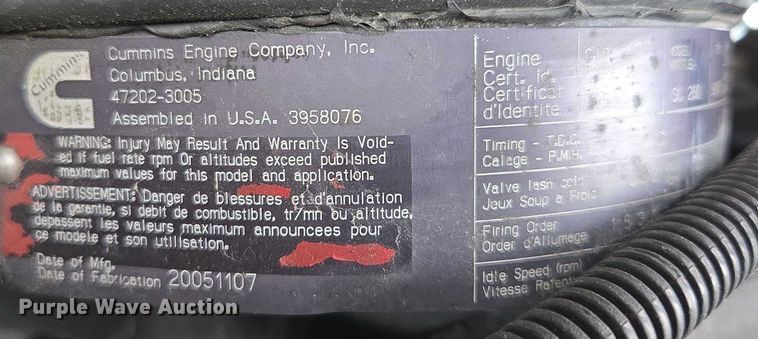 Cummins
Cummins Engine Company, Inc.
Columbus, Indiana
47202-3005
Assembled in U.S.A. 3958076
WARNING: Injury May Result And Warranty Is Void-
ed if fuel rate rpm Or altitudes exceed published
maximum values for this model and application.
AVERTISSEMENT: Danger de blessures et d'annulation
de la garantie, si debit de combustible, tr/mn ou altitude,
depassent les valeurs maximum announcees pour
ce modele et son utilisation.
Date of Mfg.
Date of Fabrication 20051107
Engine
Cert. Id.
Certificat
d'Identite
Timing - T.D.C.
Calage - P.M.H.
Valve lash cold
Jeux Soup a Froid
Firing Order
Order d'Allumage
Idle Speed (rpm)
Vitesse
Purple Wave Auction